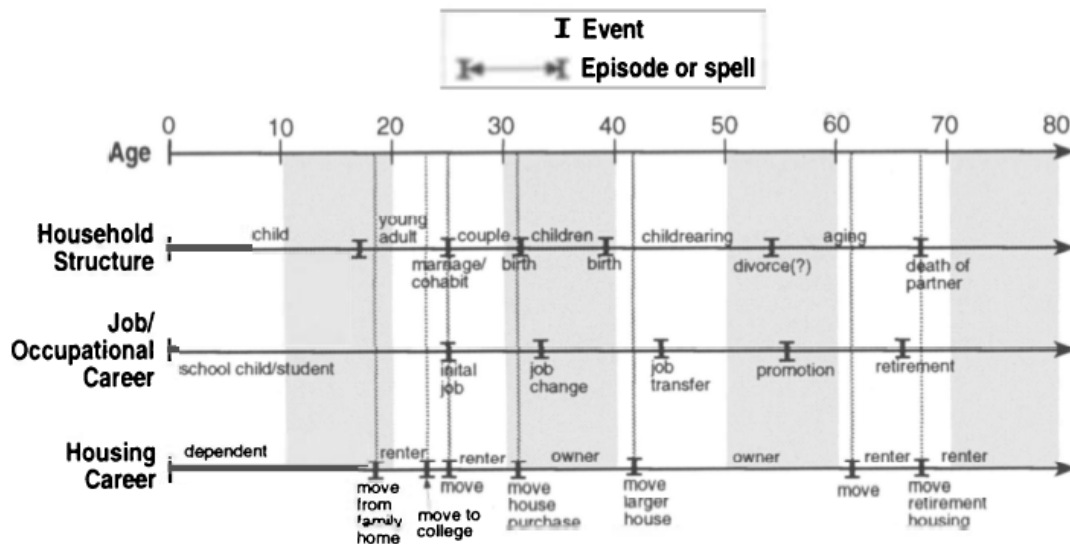 Event
Episode or spell
0 10 20 30 40 50 60 70 80
Age
Household
Structure
child
young
adult
couple
children
childrearing
aging
marriage/
cohabit
birth
birth
divorce(?)
death of
partner
Job/
Occupational
Career
school child/student
inital
job
job
change
job
transfer
promotion
retirement
Housing
Career
dependent
renter
renter
owner
owner
renter
renter
move
from
family
home
move to
college
move
move
house
purchase
move
larger
house
move
move
retirement
housing